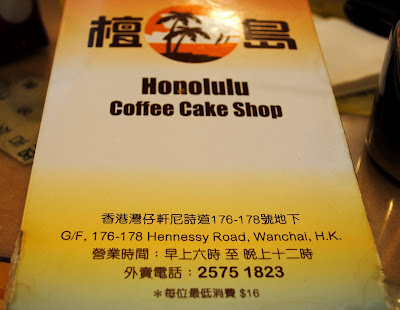 檀島
Honolulu
Coffee Cake Shop
香港灣仔軒尼詩道176-178號地下
G/F, 176-178 Hennessy Road, Wanchai, H.K.
營業時間：早上六時 至 晚上十二時
外賣電話：2575 1823
＊每位最低消費 $16